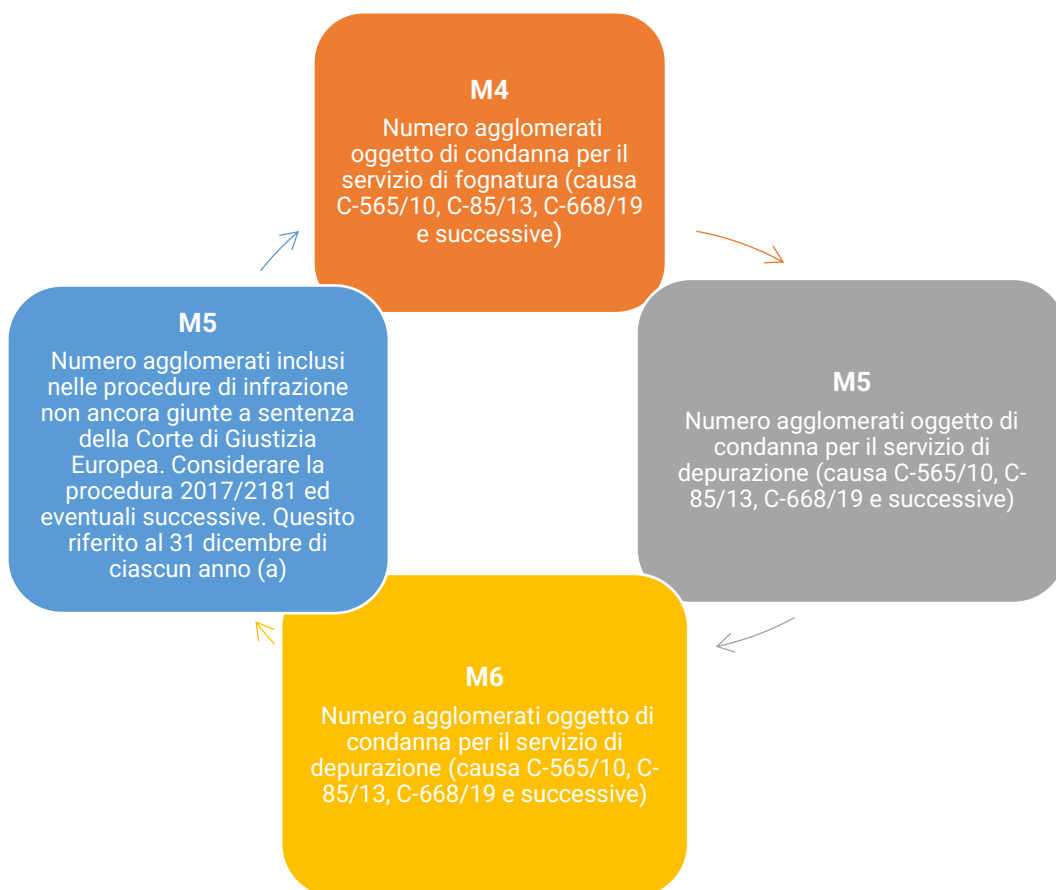 M4
Numero agglomerati
oggetto di condanna per il
servizio di fognatura (causa
C-565/10, C-85/13, C-668/19
e successive)
M5
Numero agglomerati oggetto di
condanna per il servizio di
depurazione (causa C-565/10, C-
85/13, C-668/19 e successive)
M6
Numero agglomerati oggetto di
condanna per il servizio di
depurazione (causa C-565/10, C-
85/13, C-668/19 e successive)
M5
Numero agglomerati inclusi
nelle procedure di infrazione
non ancora giunte a sentenza
della Corte di Giustizia
Europea. Considerare la
procedura 2017/2181 ed
eventuali successive. Quesito
riferito al 31 dicembre di
ciascun anno (a)